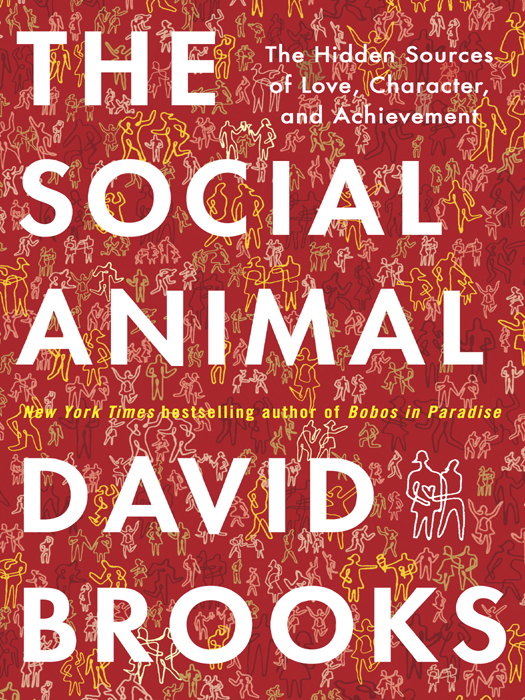 THE
The Hidden Sources
of Love, Character,
and Achievement
SOCIAL
ANIMAL
New York Times bestselling author of Bobos in Paradise
DAVID
BROOKS